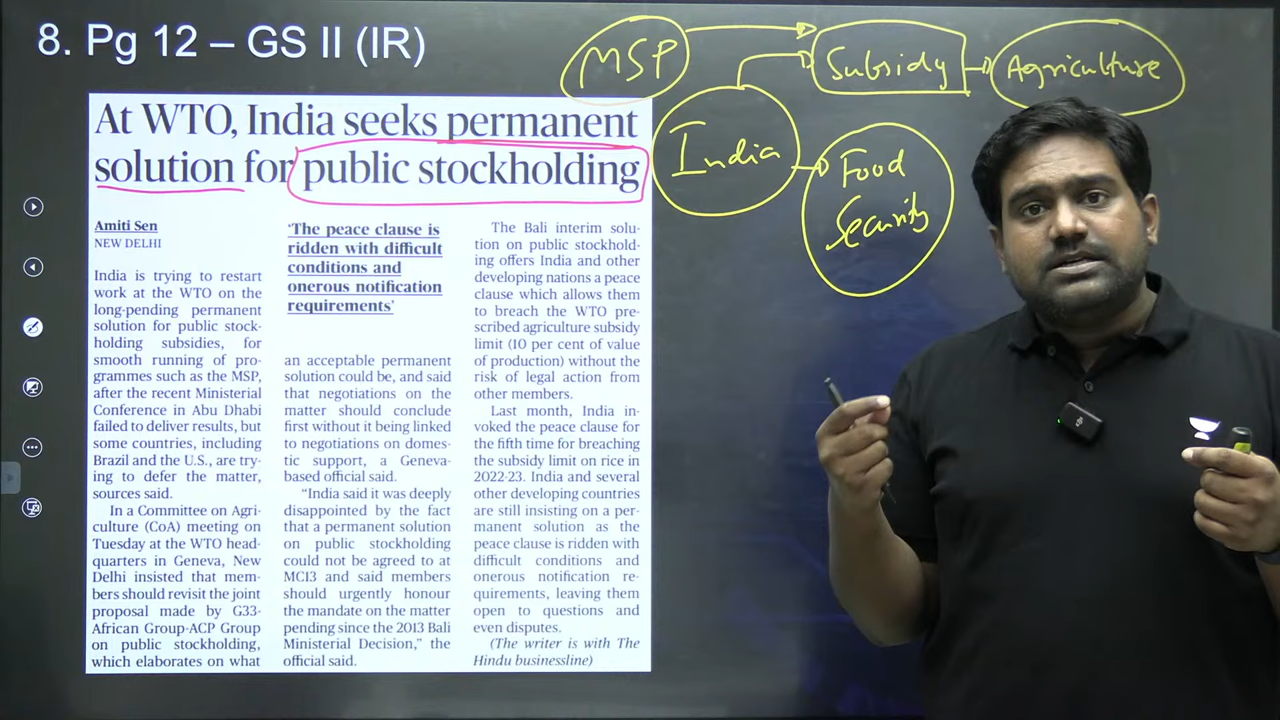 8. Pg 12 – GS II (IR)
MSP
Subsidy
Agriculture
India
Food
Security
At WTO, India seeks permanent
solution for public stockholding
Amiti Sen
NEW DELHI
India is trying to restart
work at the WTO on the
long-pending permanent
solution for public stock-
holding subsidies, for
smooth running of pro-
grammes such as the MSP,
after the recent Ministerial
Conference in Abu Dhabi
failed to deliver results, but
some countries, including
Brazil and the U.S., are try-
ing to defer the matter,
sources said.
In a Committee on Agri-
culture (CoA) meeting on
Tuesday at the WTO head-
quarters in Geneva, New
Delhi insisted that mem-
bers should revisit the joint
proposal made by G33-
African Group-ACP Group
on public stockholding,
which elaborates on what
‘The peace clause is
ridden with difficult
conditions and
onerous notification
requirements’
an acceptable permanent
solution could be, and said
that negotiations on the
matter should conclude
first without it being linked
to negotiations on domes-
tic support, a Geneva-
based official said.
“India said it was deeply
disappointed by the fact
that a permanent solution
on public stockholding
could not be agreed to at
MC13 and said members
should urgently honour
the mandate on the matter
pending since the 2013 Bali
Ministerial Decision,” the
official said.
The Bali interim solu-
tion on public stockhold-
ing offers India and other
developing nations a peace
clause which allows them
to breach the WTO pre-
scribed agriculture subsidy
limit (10 per cent of value
of production) without the
risk of legal action from
other members.
Last month, India in-
voked the peace clause for
the fifth time for breaching
the subsidy limit on rice in
2022-23. India and several
other developing countries
are still insisting on a per-
manent solution as the
peace clause is ridden with
difficult conditions and
onerous notification re-
quirements, leaving them
open to questions and
even disputes.
(The writer is with The
Hindu businessline)